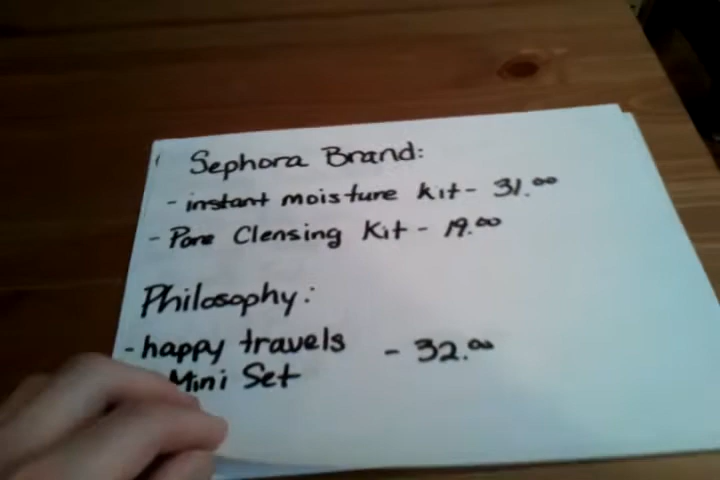 Sephora Brand:
- instant moisture kit - 31.00
- Pore Clensing Kit - 19.00
Philosophy:
- happy travels - 32.00
Mini Set